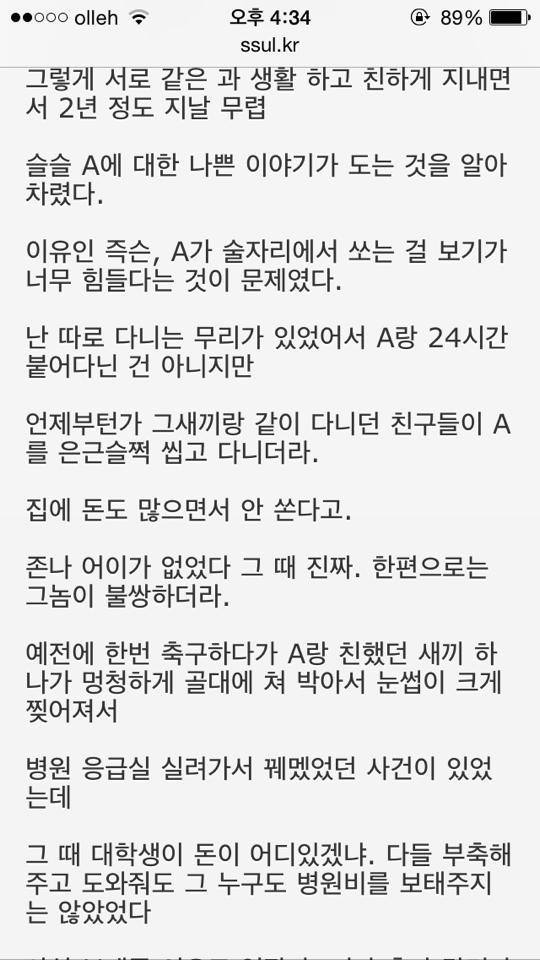 olleh 오후 4:34 89%
ssul.kr
그렇게 서로 같은 과 생활 하고 친하게 지내면
서 2년 정도 지날 무렵
슬슬 A에 대한 나쁜 이야기가 도는 것을 알아
차렸다.
이유인 즉슨, A가 술자리에서 쏘는 걸 보기가
너무 힘들다는 것이 문제였다.
난 따로 다니는 무리가 있었어서 A랑 24시간
붙어다닌 건 아니지만
언제부턴가 그새끼랑 같이 다니던 친구들이 A
를 은근슬쩍 씹고 다니더라.
집에 돈도 많으면서 안 쏜다고.
존나 어이가 없었다 그 때 진짜. 한편으로는
그놈이 불쌍하더라.
예전에 한번 축구하다가 A랑 친했던 새끼 하
나가 멍청하게 골대에 쳐 박아서 눈썹이 크게
찢어져서
병원 응급실 실려가서 꿰멨었던 사건이 있었
는데
그 때 대학생이 돈이 어디있겠냐. 다들 부축해
주고 도와줘도 그 누구도 병원비를 보태주지
는 않았었다